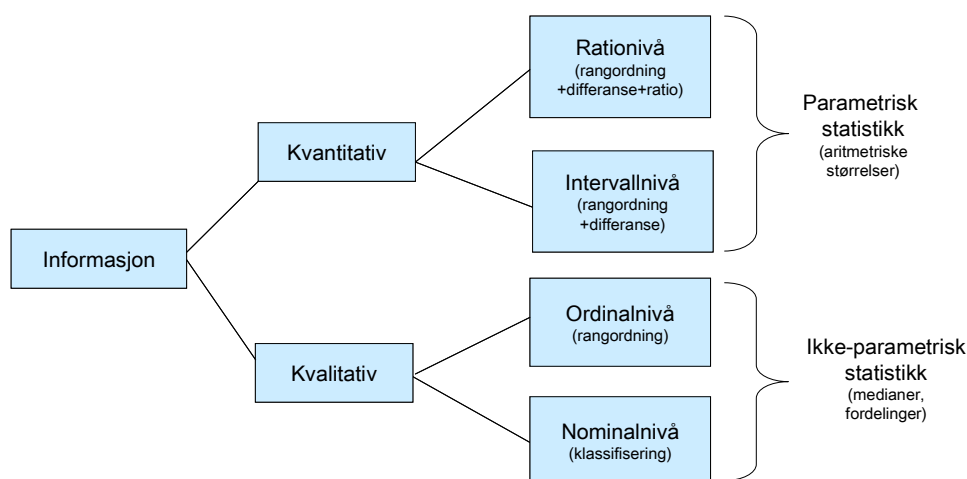 Informasjon
Kvantitativ
Kvalitativ
Rationivå
(rangordning
+differanse+ratio)
Intervallnivå
(rangordning
+differanse)
Ordinalnivå
(rangordning)
Nominalnivå
(klassifisering)
Parametrisk
statistikk
(aritmetriske
størrelser)
Ikke-parametrisk
statistikk
(medianer,
fordelinger)